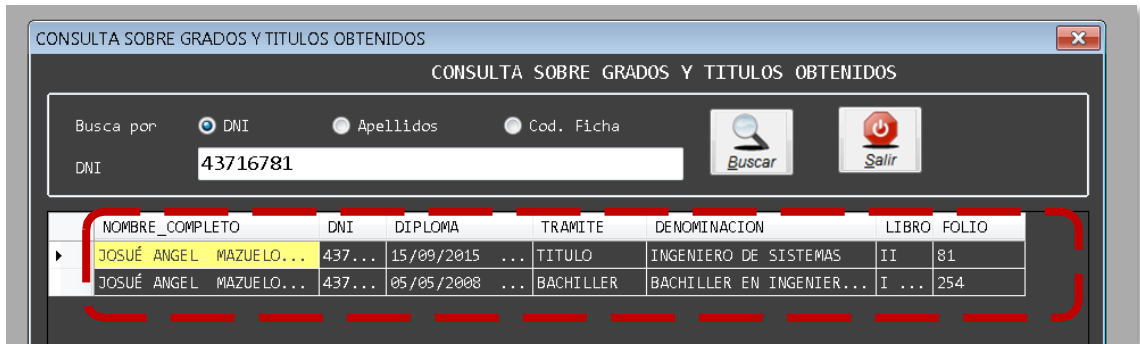 CONSULTA SOBRE GRADOS Y TITULOS OBTENIDOS
CONSULTA SOBRE GRADOS Y TITULOS OBTENIDOS
Busca por DNI Apellidos Cod. Ficha
DNI 43716781 Buscar Salir
NOMBRE_COMPLETO DNI DIPLOMA TRAMITE DENOMINACION LIBRO FOLIO
JOSUÉ ANGEL MAZUELO... 437... 15/09/2015 ... TITULO INGENIERO DE SISTEMAS II 81
JOSUÉ ANGEL MAZUELO... 437... 05/05/2008 ... BACHILLER BACHILLER EN INGENIER... I ... 254